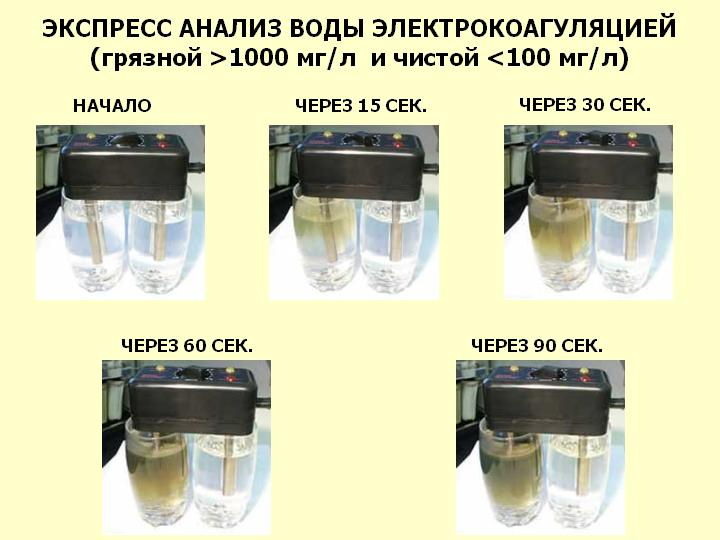 ЭКСПРЕСС АНАЛИЗ ВОДЫ ЭЛЕКТРОКОАГУЛЯЦИЕЙ
(грязной >1000 мг/л и чистой <100 мг/л)
НАЧАЛО
ЧЕРЕЗ 15 СЕК.
ЧЕРЕЗ 30 СЕК.
ЧЕРЕЗ 60 СЕК.
ЧЕРЕЗ 90 СЕК.